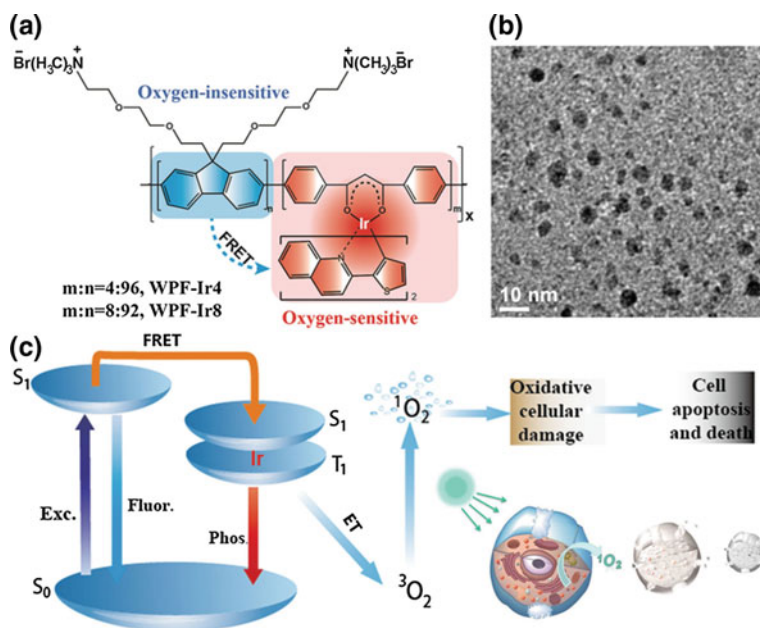 (a)
(b)
Br̄(H₃C)₃N⁺
N⁺(CH₃)₃Br̄
Oxygen-insensitive
n
m
x
O
O
Ir
N
S
2
FRET
m:n=4:96, WPF-Ir4
m:n=8:92, WPF-Ir8
Oxygen-sensitive
10 nm
(c)
FRET
S₁
S₁
Ir
T₁
Exc.
Fluor.
Phos.
ET
S₀
¹O₂
³O₂
Oxidative
cellular
damage
Cell
apoptosis
and death
¹O₂